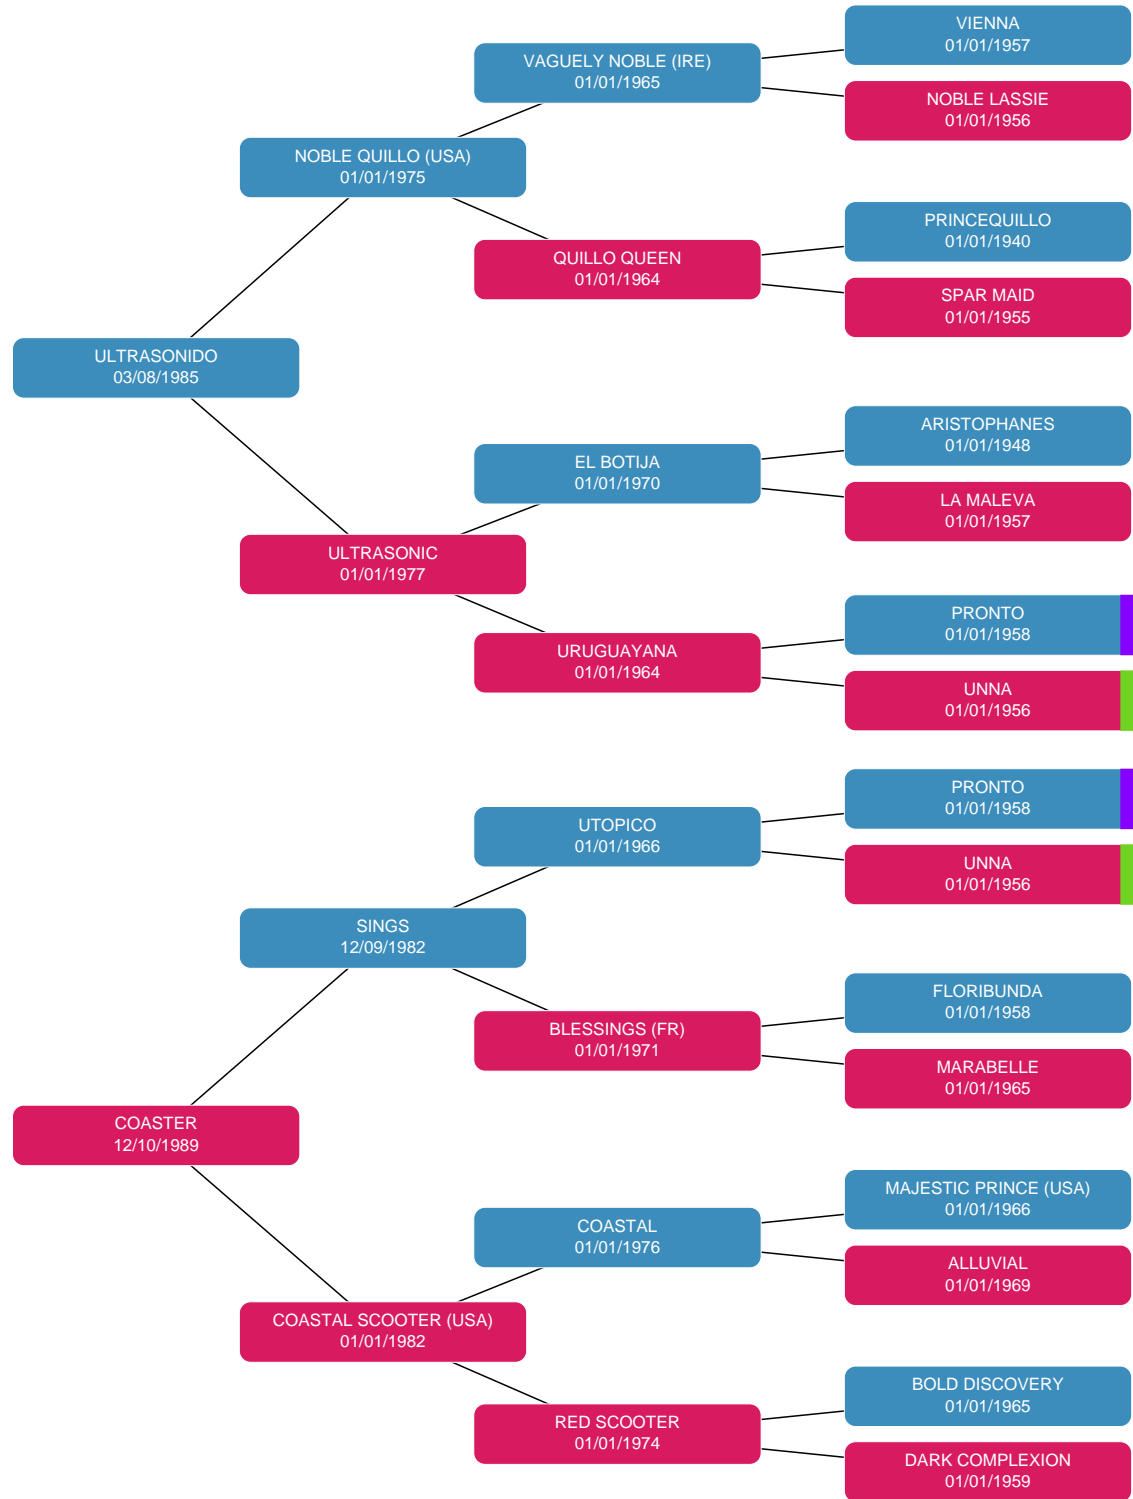 VIENNA
01/01/1957
VAGUELY NOBLE (IRE)
01/01/1965
NOBLE LASSIE
01/01/1956
NOBLE QUILLO (USA)
01/01/1975
PRINCEQUILLO
01/01/1940
QUILLO QUEEN
01/01/1964
SPAR MAID
01/01/1955
ULTRASONIDO
03/08/1985
ARISTOPHANES
01/01/1948
EL BOTIJA
01/01/1970
LA MALEVA
01/01/1957
ULTRASONIC
01/01/1977
PRONTO
01/01/1958
URUGUAYANA
01/01/1964
UNNA
01/01/1956
PRONTO
01/01/1958
UTOPICO
01/01/1966
UNNA
01/01/1956
SINGS
12/09/1982
FLORIBUNDA
01/01/1958
BLESSINGS (FR)
01/01/1971
MARABELLE
01/01/1965
COASTER
12/10/1989
MAJESTIC PRINCE (USA)
01/01/1966
COASTAL
01/01/1976
ALLUVIAL
01/01/1969
COASTAL SCOOTER (USA)
01/01/1982
BOLD DISCOVERY
01/01/1965
RED SCOOTER
01/01/1974
DARK COMPLEXION
01/01/1959